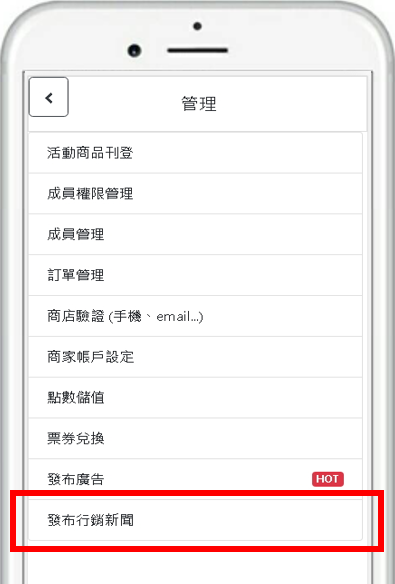 管理
活動商品刊登
成員權限管理
成員管理
訂單管理
商店驗證 (手機、email...)
商家帳戶設定
點數儲值
票券兌換
發布廣告 HOT
發布行銷新聞